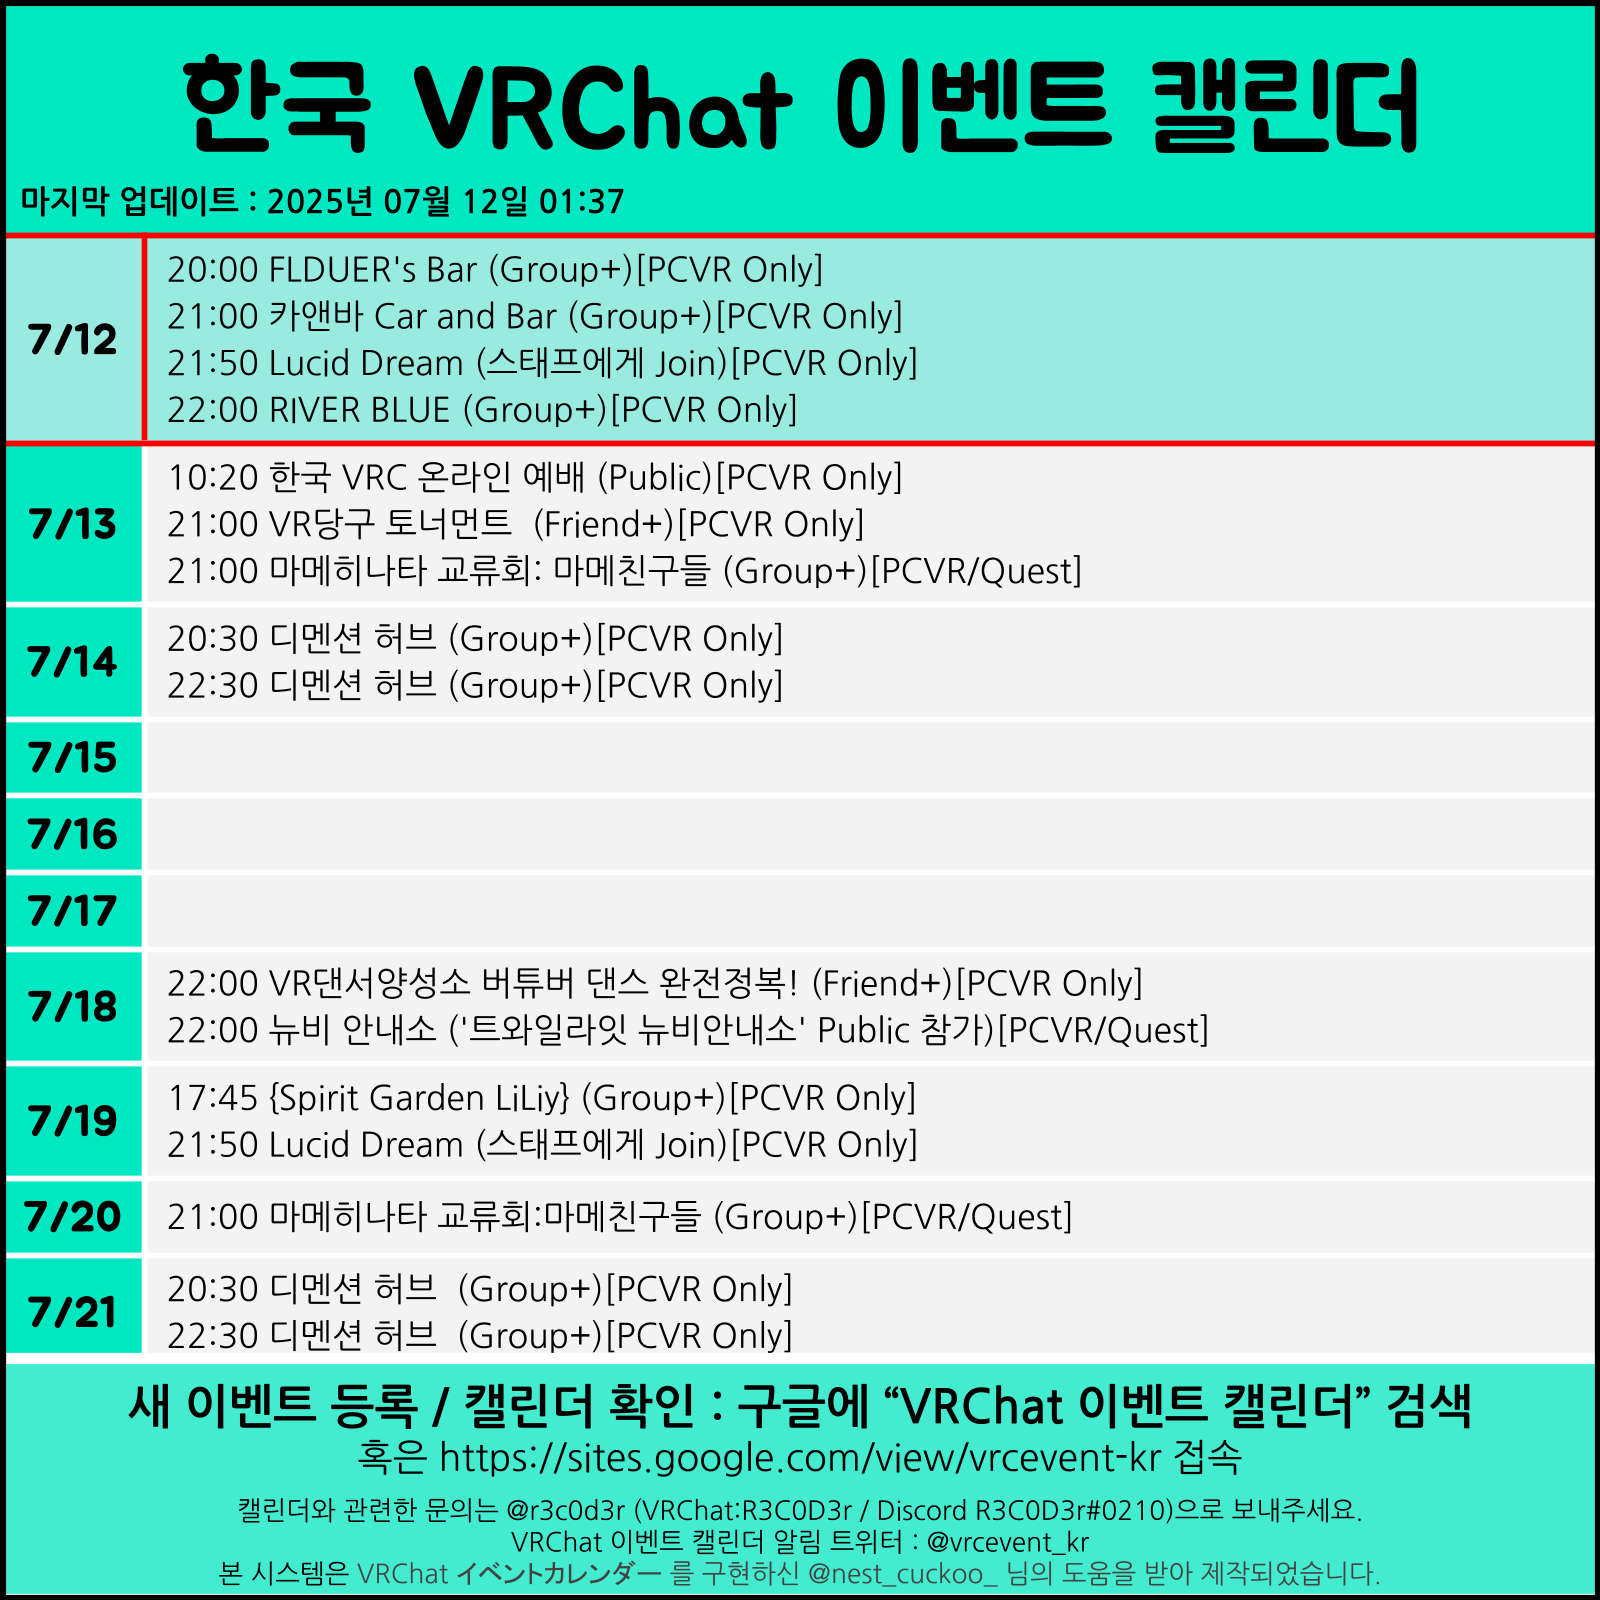 한국 VRChat 이벤트 캘린더
마지막 업데이트 : 2025년 07월 12일 01:37
7/12
20:00 FLDUER's Bar (Group+)[PCVR Only]
21:00 카앤바 Car and Bar (Group+)[PCVR Only]
21:50 Lucid Dream (스태프에게 Join)[PCVR Only]
22:00 RIVER BLUE (Group+)[PCVR Only]
7/13
10:20 한국 VRC 온라인 예배 (Public)[PCVR Only]
21:00 VR당구 토너먼트  (Friend+)[PCVR Only]
21:00 마메히나타 교류회: 마메친구들 (Group+)[PCVR/Quest]
7/14
20:30 디멘션 허브 (Group+)[PCVR Only]
22:30 디멘션 허브 (Group+)[PCVR Only]
7/15
7/16
7/17
7/18
22:00 VR댄서양성소 버튜버 댄스 완전정복! (Friend+)[PCVR Only]
22:00 뉴비 안내소 ('트와일라잇 뉴비안내소' Public 참가)[PCVR/Quest]
7/19
17:45 {Spirit Garden LiLiy} (Group+)[PCVR Only]
21:50 Lucid Dream (스태프에게 Join)[PCVR Only]
7/20
21:00 마메히나타 교류회:마메친구들 (Group+)[PCVR/Quest]
7/21
20:30 디멘션 허브  (Group+)[PCVR Only]
22:30 디멘션 허브  (Group+)[PCVR Only]
새 이벤트 등록 / 캘린더 확인 : 구글에 “VRChat 이벤트 캘린더” 검색
혹은 https://sites.google.com/view/vrcevent-kr 접속
캘린더와 관련한 문의는 @r3c0d3r (VRChat:R3C0D3r / Discord R3C0D3r#0210)으로 보내주세요.
VRChat 이벤트 캘린더 알림 트위터 : @vrcevent_kr
본 시스템은 VRChat イベントカレンダー 를 구현하신 @nest_cuckoo_ 님의 도움을 받아 제작되었습니다.